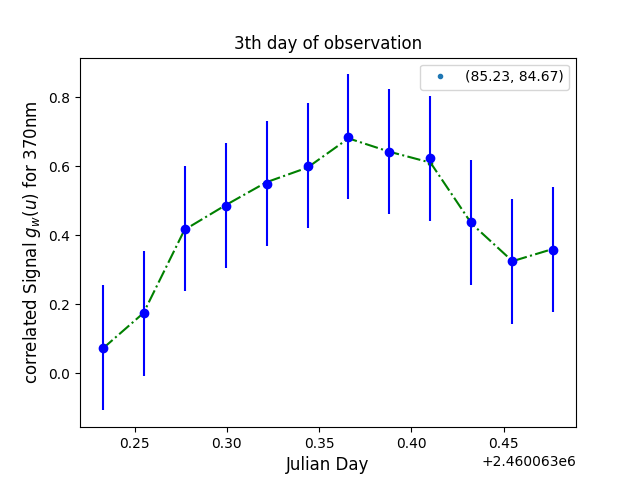 3th day of observation
(85.23, 84.67)
correlated Signal g_w(u) for 370nm
0.8
0.6
0.4
0.2
0.0
0.25 0.30 0.35 0.40 0.45
+2.460063e6
Julian Day